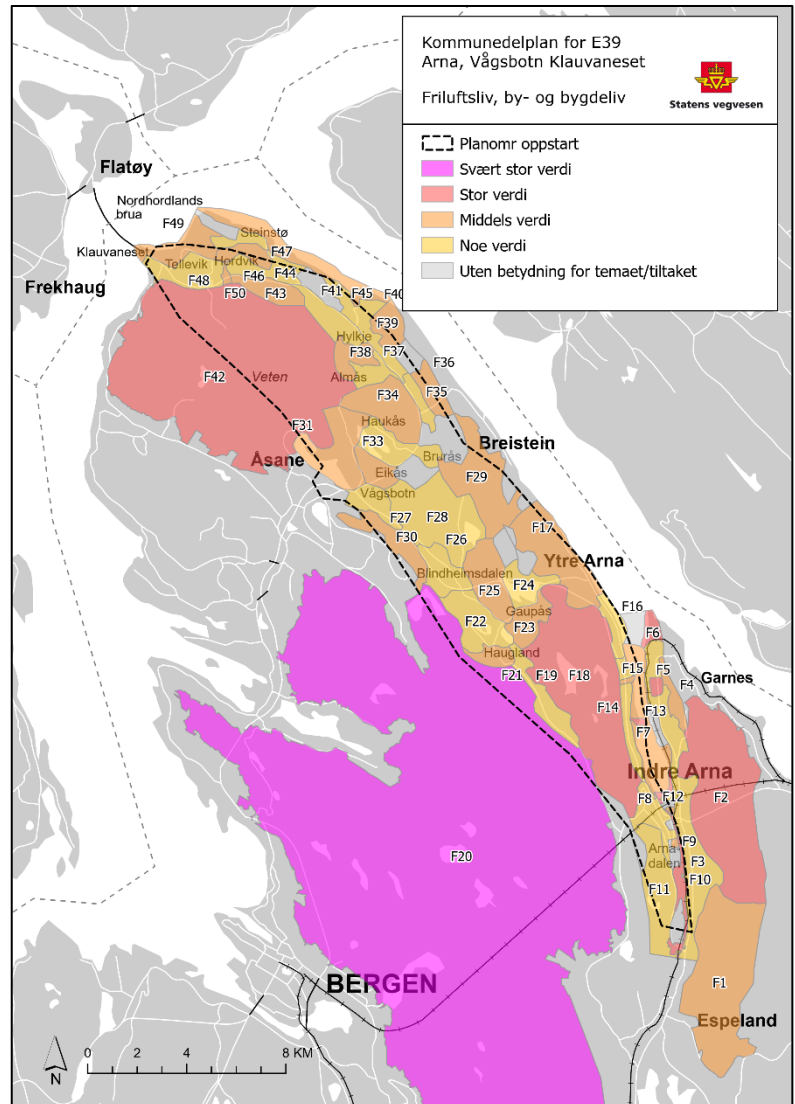 Kommunedelplan for E39
Arna, Vågsbotn Klauvaneset
Friluftsliv, by- og bygdeliv
Statens vegvesen
Planområde oppstart
Svært stor verdi
Stor verdi
Middels verdi
Noe verdi
Uten betydning for temaet/tiltaket
Flatøy
Nordhordlands
brua
F49
Steinstø
Klauvaneset
F47
Tellevik
Hordvik
Frekhaug
F48
F46
F44
F50
F43
F41
F45
F40
F39
Hylkje
F38
F37
F36
F42
Veten
Almås
F35
F34
F31
Haukås
F33
Breistein
Åsane
Brurås
Eikås
F29
Vågsbotn
F27
F28
F17
F30
F26
Ytre Arna
Blindheimsdalen
F25
F24
Gaupås
F16
F22
F23
F6
Haugland
F21
F19
F18
F15
F5
Garnes
F4
F14
F13
F7
Indre Arna
F8
F12
F2
F20
Arna-
dalen
F9
F3
F11
F10
BERGEN
F1
Espeland
N
0 2 4 8 KM